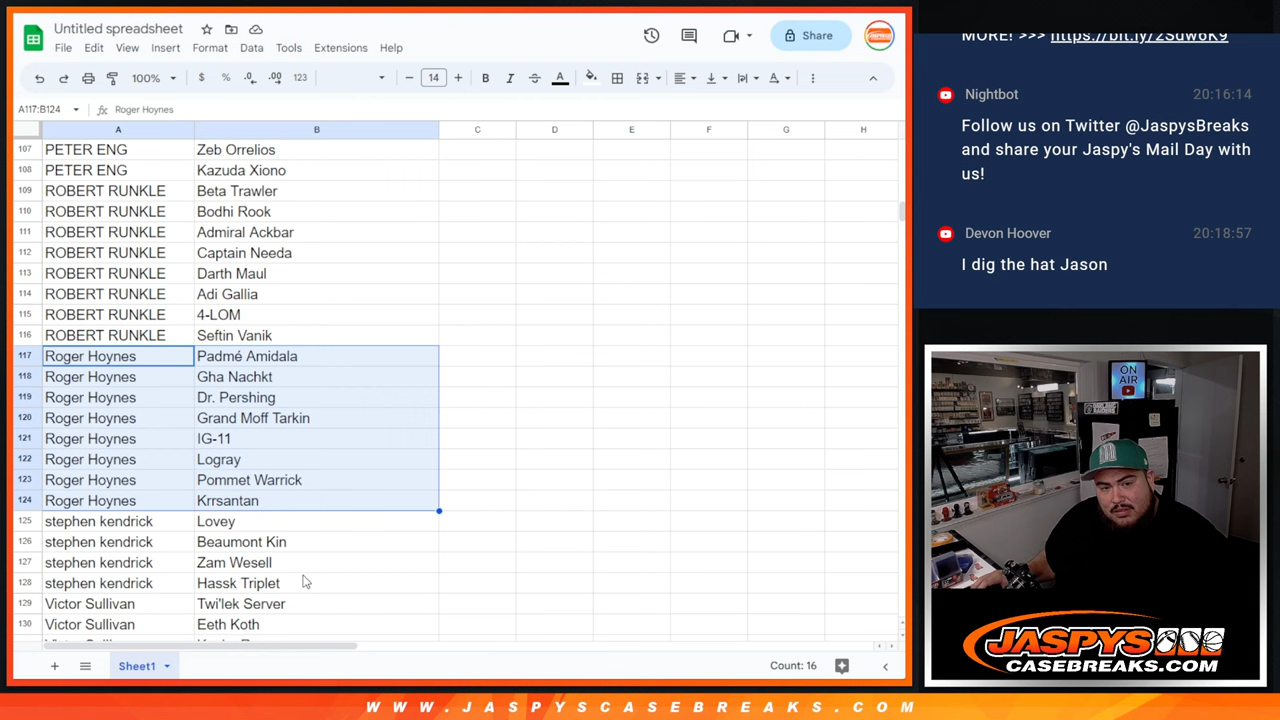 Untitled spreadsheet
File Edit View Insert Format Data Tools Extensions Help
Share
100% $ % .0 .00 123 14 B I A
A117:B124 fx Roger Hoynes
A B C D E F G H
107 PETER ENG Zeb Orrelios
108 PETER ENG Kazuda Xiono
109 ROBERT RUNKLE Beta Trawler
110 ROBERT RUNKLE Bodhi Rook
111 ROBERT RUNKLE Admiral Ackbar
112 ROBERT RUNKLE Captain Needa
113 ROBERT RUNKLE Darth Maul
114 ROBERT RUNKLE Adi Gallia
115 ROBERT RUNKLE 4-LOM
116 ROBERT RUNKLE Seftin Vanik
117 Roger Hoynes Padmé Amidala
118 Roger Hoynes Gha Nachkt
119 Roger Hoynes Dr. Pershing
120 Roger Hoynes Grand Moff Tarkin
121 Roger Hoynes IG-11
122 Roger Hoynes Logray
123 Roger Hoynes Pommet Warrick
124 Roger Hoynes Krrsantan
125 stephen kendrick Lovey
126 stephen kendrick Beaumont Kin
127 stephen kendrick Zam Wesell
128 stephen kendrick Hassk Triplet
129 Victor Sullivan Twi'lek Server
130 Victor Sullivan Eeth Koth
Sheet1
Count: 16
MORE! >>> https://bit.ly/2Sdw6K9
Nightbot 20:16:14
Follow us on Twitter @JaspysBreaks
and share your Jaspy's Mail Day with
us!
Devon Hoover 20:18:57
I dig the hat Jason
ON
AIR
JASPYS
CASEBREAKS.COM
WWW.JASPYSCASEBREAKS.COM